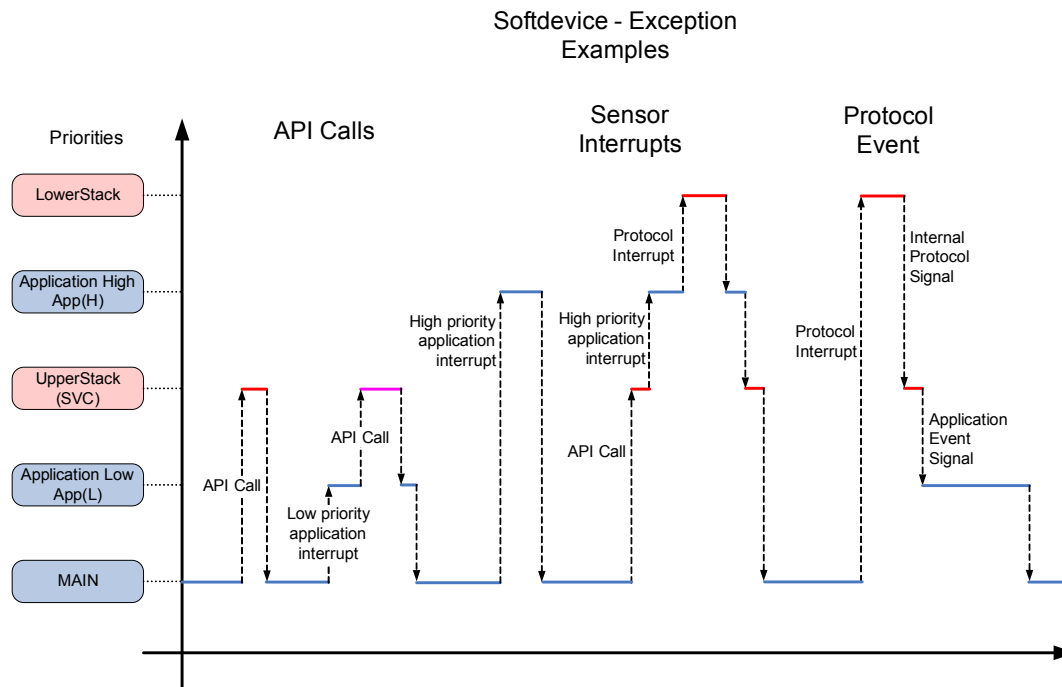 Softdevice - Exception
Examples
Priorities
API Calls
Sensor
Interrupts
Protocol
Event
LowerStack
Application High
App(H)
UpperStack
(SVC)
Application Low
App(L)
MAIN
API Call
Low priority
application
interrupt
API Call
High priority
application
interrupt
API Call
High priority
application
interrupt
Protocol
Interrupt
Protocol
Interrupt
Internal
Protocol
Signal
Application
Event
Signal